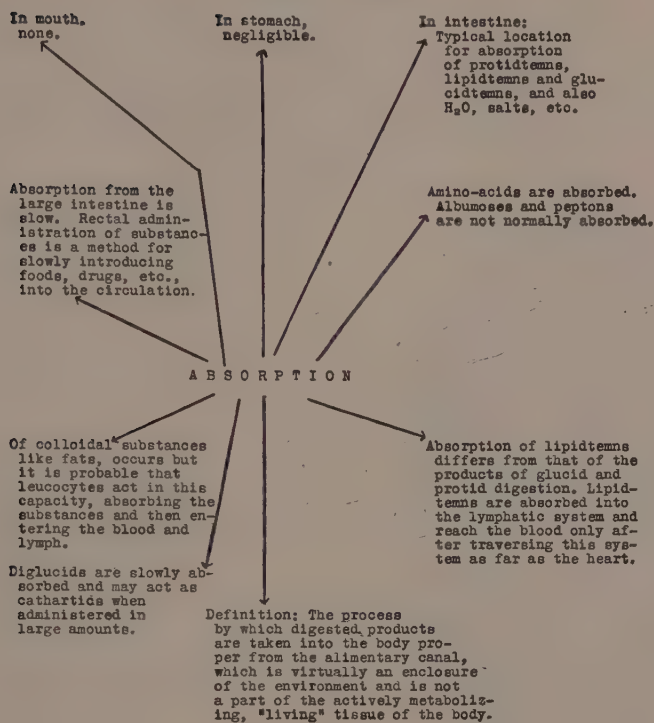 In mouth,
none.
In stomach,
negligible.
In intestine:
Typical location
for absorption
of protidtemns,
lipidtemns and glu-
cidtemns, and also
H₂O, salts, etc.
Absorption from the
large intestine is
slow. Rectal admin-
istration of substanc-
es is a method for
slowly introducing
foods, drugs, etc.,
into the circulation.
Amino-acids are absorbed.
Albumoses and peptons
are not normally absorbed.
ABSORPTION
Of colloidal substances
like fats, occurs but
it is probable that
leucocytes act in this
capacity, absorbing the
substances and then en-
tering the blood and
lymph.
Absorption of lipidtemns
differs from that of the
products of glucid and
protid digestion. Lipid-
temns are absorbed into
the lymphatic system and
reach the blood only af-
ter traversing this sys-
tem as far as the heart.
Diglucids are slowly ab-
sorbed and may act as
cathartics when
administered in
large amounts.
Definition: The process
by which digested products
are taken into the body pro-
per from the alimentary canal,
which is virtually an enclosure
of the environment and is not
a part of the actively metaboliz-
ing, "living" tissue of the body.